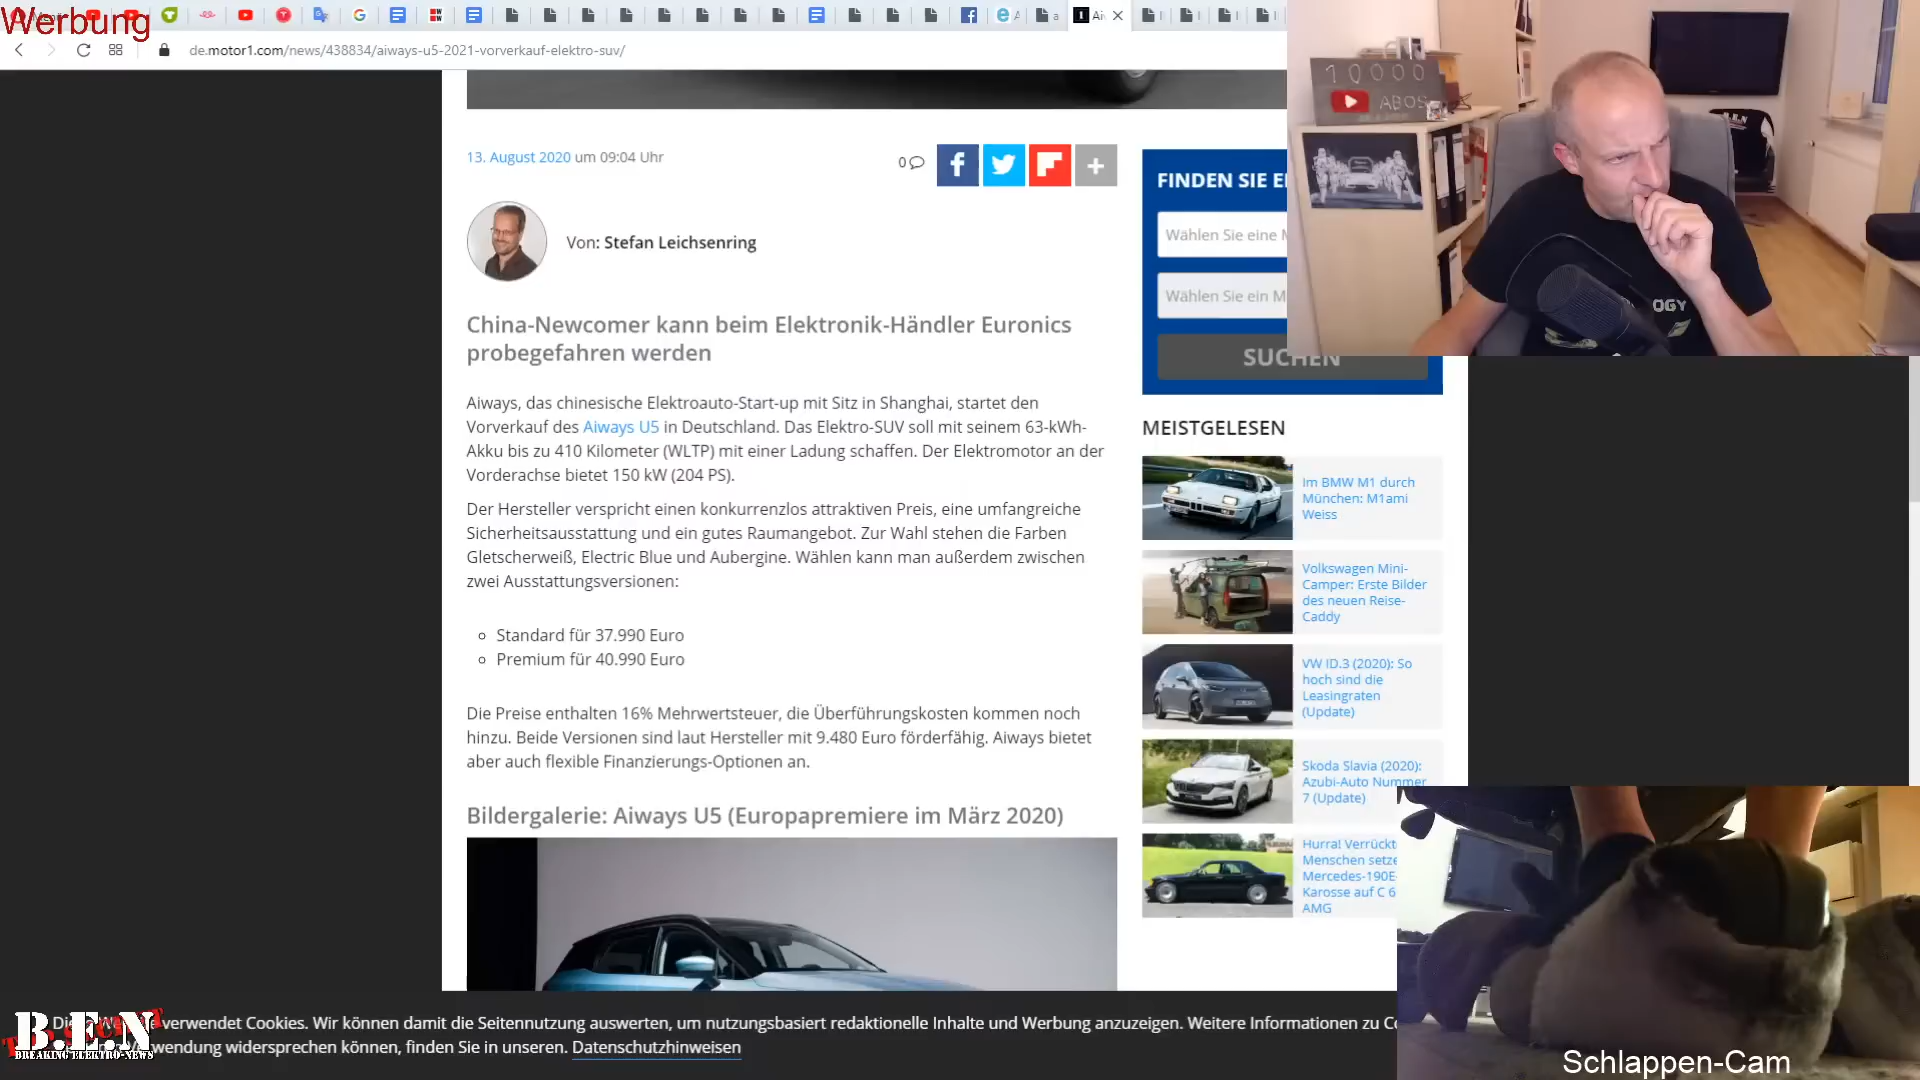 Werbung
de.motor1.com/news/438834/aiways-u5-2021-vorverkauf-elektro-suv/
13. August 2020 um 09:04 Uhr
0
Von: Stefan Leichsenring
China-Newcomer kann beim Elektronik-Händler Euronics
probegefahren werden
Aiways, das chinesische Elektroauto-Start-up mit Sitz in Shanghai, startet den
Vorverkauf des Aiways U5 in Deutschland. Das Elektro-SUV soll mit seinem 63-kWh-
Akku bis zu 410 Kilometer (WLTP) mit einer Ladung schaffen. Der Elektromotor an der
Vorderachse bietet 150 kW (204 PS).
Der Hersteller verspricht einen konkurrenzlos attraktiven Preis, eine umfangreiche
Sicherheitsausstattung und ein gutes Raumangebot. Zur Wahl stehen die Farben
Gletscherweiß, Electric Blue und Aubergine. Wählen kann man außerdem zwischen
zwei Ausstattungsversionen:
Standard für 37.990 Euro
Premium für 40.990 Euro
Die Preise enthalten 16% Mehrwertsteuer, die Überführungskosten kommen noch
hinzu. Beide Versionen sind laut Hersteller mit 9.480 Euro förderfähig. Aiways bietet
aber auch flexible Finanzierungs-Optionen an.
Bildergalerie: Aiways U5 (Europapremiere im März 2020)
FINDEN SIE
Wählen Sie eine
Wählen Sie ein
SUCHEN
MEISTGELESEN
Im BMW M1 durch
München: M1ami
Weiss
Volkswagen Mini-
Camper: Erste Bilder
des neuen Reise-
Caddy
VW ID.3 (2020): So
hoch sind die
Leasingraten
(Update)
Skoda Slavia (2020):
Azubi-Auto Nummer
7 (Update)
Hurra!
Menschen
Mercedes-190E
Karosse auf C
AMG
10000
ABOS
OGY
verwendet Cookies. Wir können damit die Seitennutzung auswerten, um nutzungsbasiert redaktionelle Inhalte und Werbung anzuzeigen. Weitere Informationen zu
widersprechen können, finden Sie in unseren. Datenschutzhinweisen
B.E.N
BREAKING ELEKTRO-NEWS
Schlappen-Cam